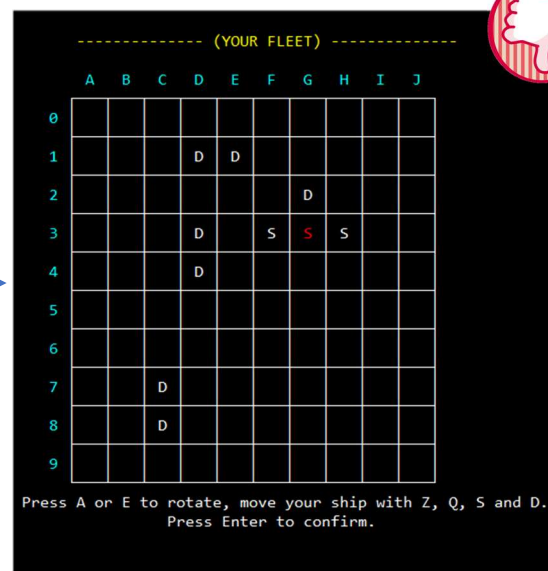 -------------- (YOUR FLEET) --------------
A B C D E F G H I J
0
1 D D
2 D
3 D S S S
4 D
5
6
7 C D
8 D
9
Press A or E to rotate, move your ship with Z, Q, S and D.
Press Enter to confirm.